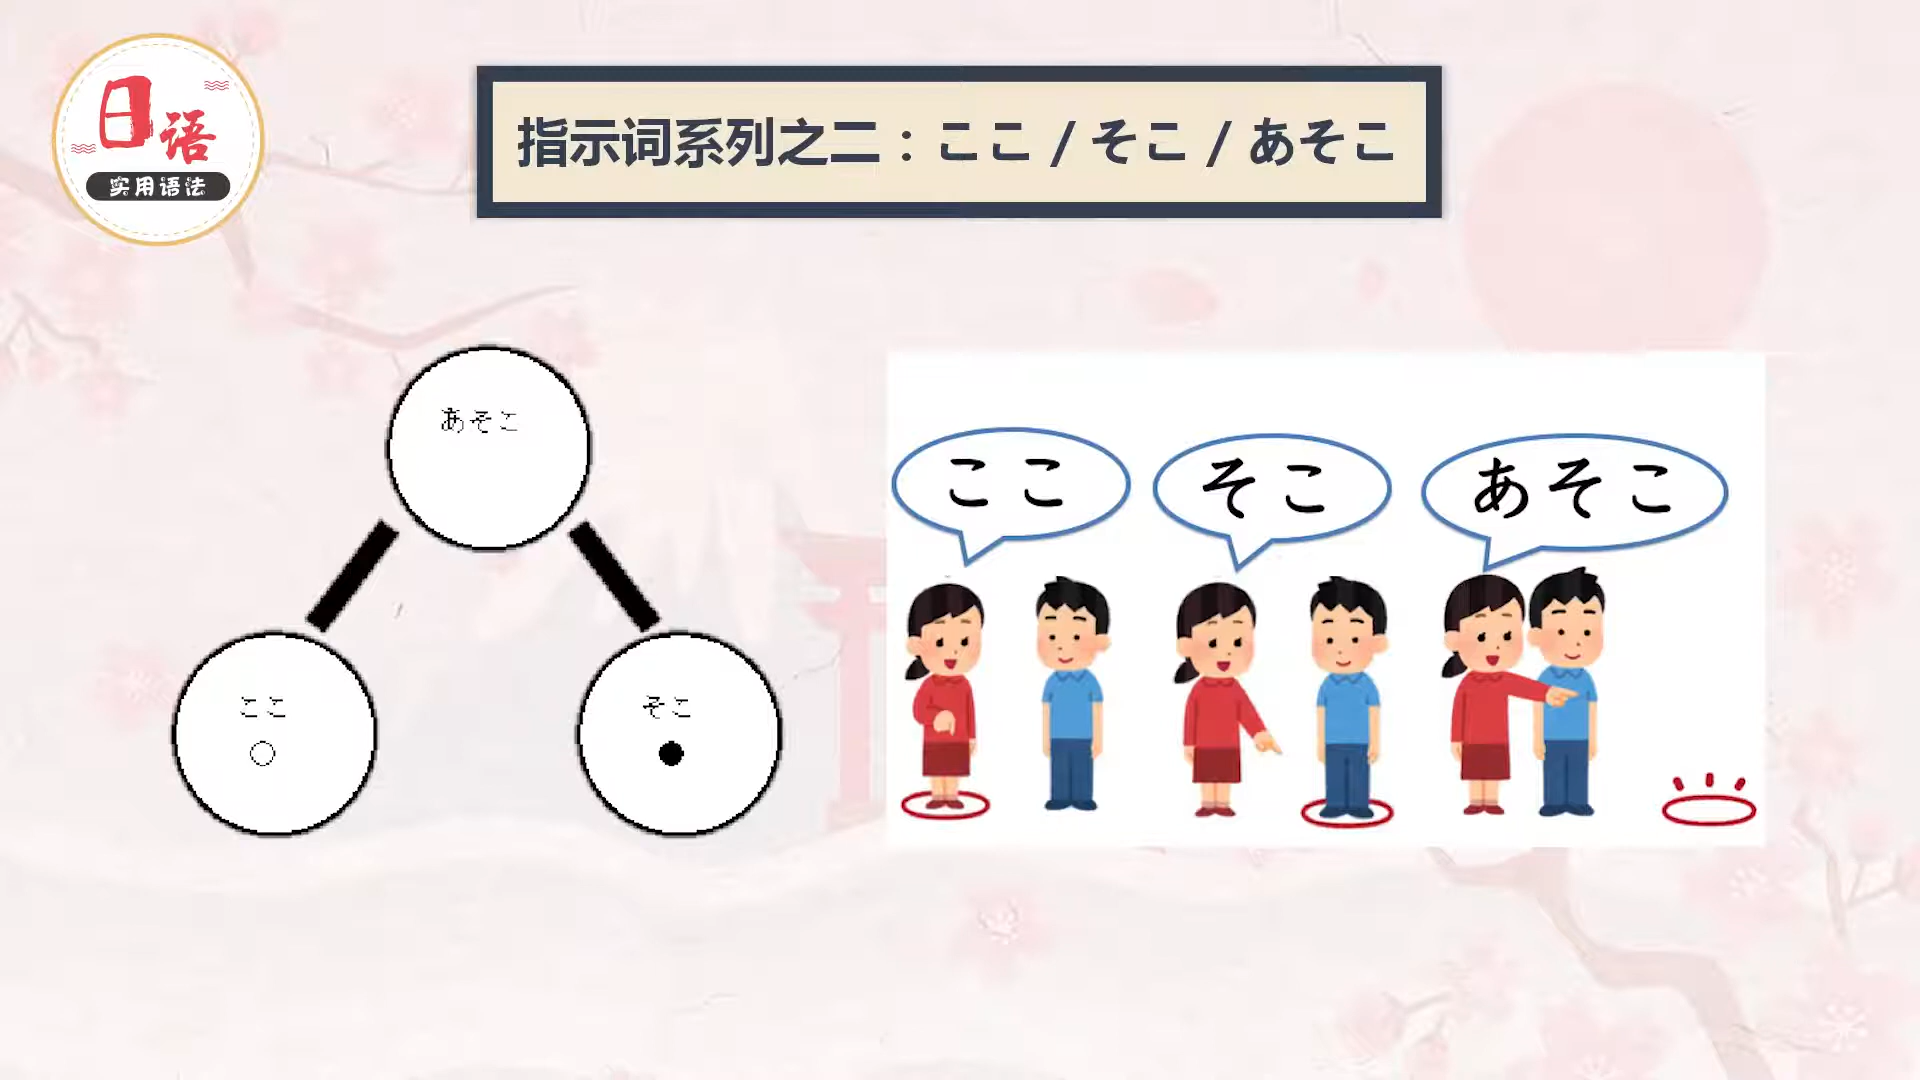 日语
实用语法
指示词系列之二：ここ / そこ / あそこ
あそこ
ここ
そこ
ここ
そこ
あそこ